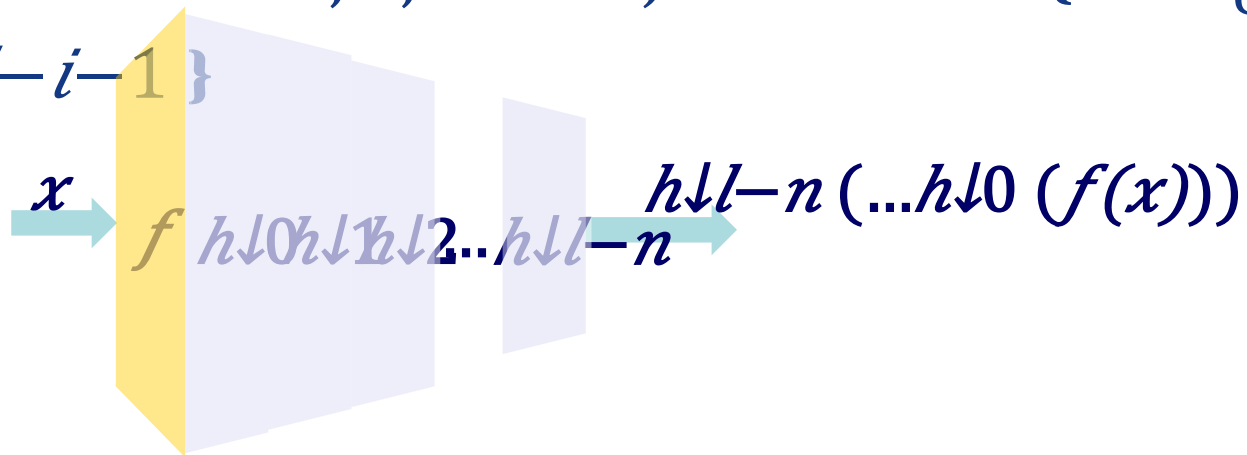 −i−1 }
x
h↓l−n (...h↓0 (f(x)))
f h↓0 h↓1 h↓2 ... h↓l−n